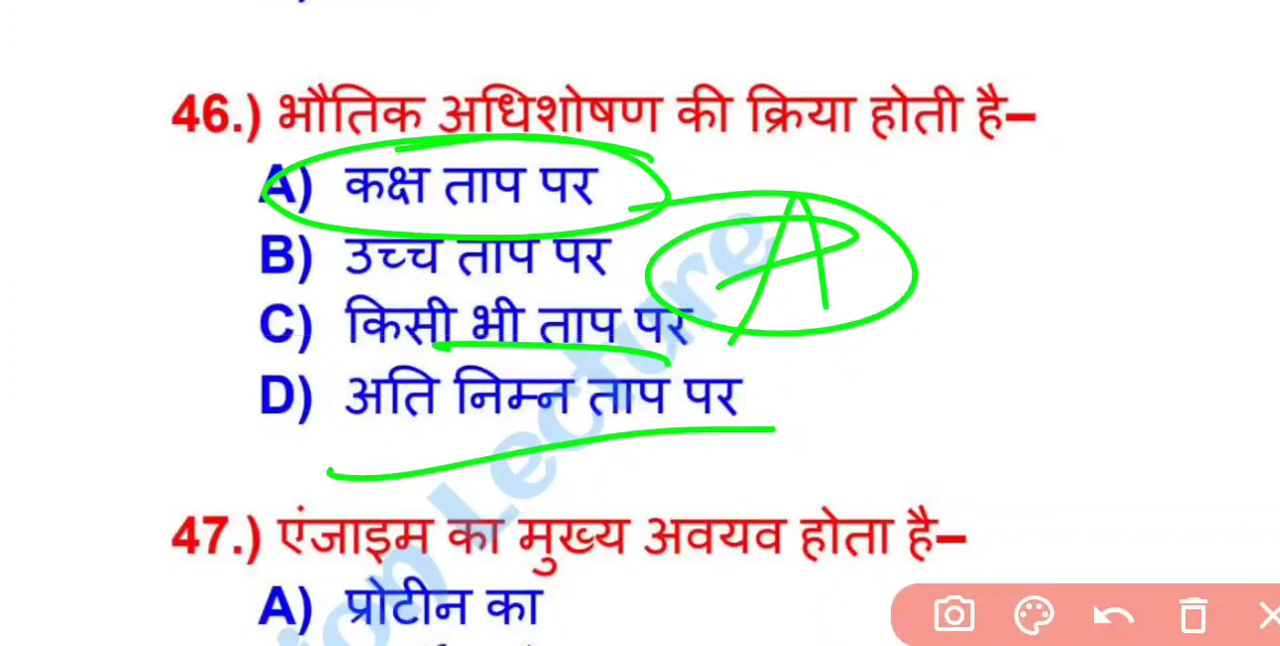 46.) भौतिक अधिशोषण की क्रिया होती है–
A) कक्ष ताप पर
A
B) उच्च ताप पर
C) किसी भी ताप पर
D) अति निम्न ताप पर
47.) एंजाइम का मुख्य अवयव होता है–
A) प्रोटीन का